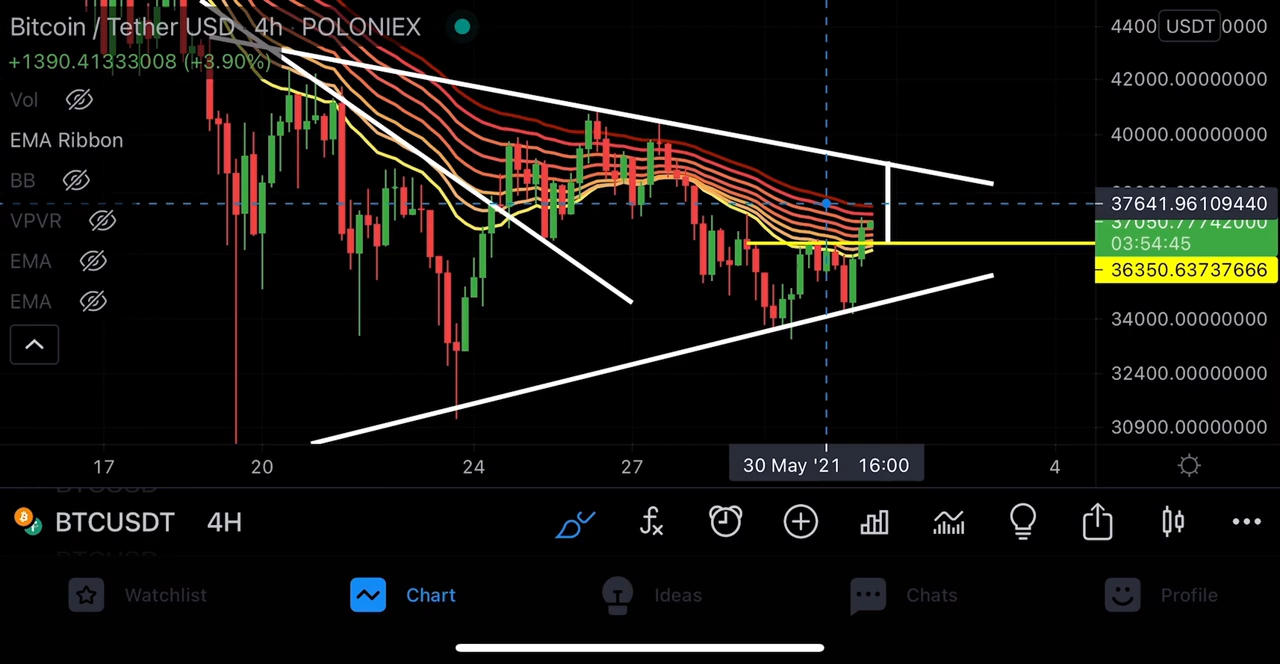 Bitcoin / Tether USD 4h POLONIEX
+1390.41333008 (+3.90%)
Vol
EMA Ribbon
BB
VPVR
EMA
EMA
4400 USDT 0000
42000.00000000
40000.00000000
37641.96109440
37050.77742000
03:54:45
36350.63737666
34000.00000000
32400.00000000
30900.00000000
17 20 24 27 30 May '21 16:00 4
BTCUSDT 4H
Watchlist Chart Ideas Chats Profile